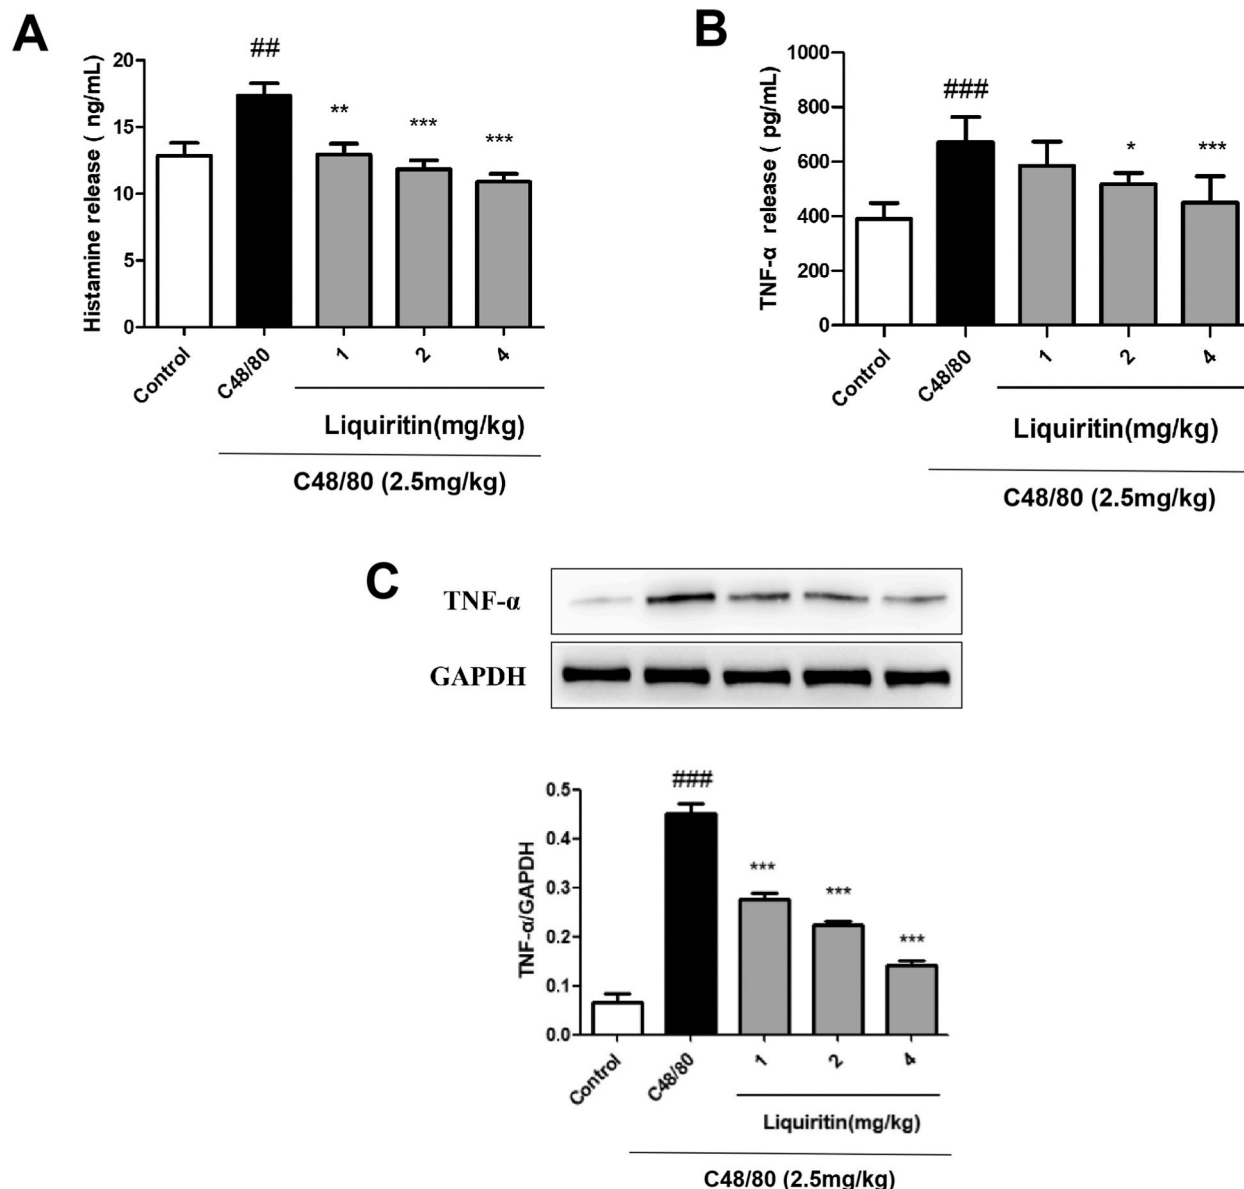 A
Histamine release ( ng/mL)
20
15
10
5
0
##
**
***
***
Control
C48/80
1
2
4
Liquiritin(mg/kg)
C48/80 (2.5mg/kg)
B
TNF-α release ( pg/mL)
1000
800
600
400
200
0
###
*
***
Control
C48/80
1
2
4
Liquiritin(mg/kg)
C48/80 (2.5mg/kg)
C
TNF-α
GAPDH
TNF-α/GAPDH
0.5
0.4
0.3
0.2
0.1
0.0
###
***
***
***
Control
C48/80
1
2
4
Liquiritin(mg/kg)
C48/80 (2.5mg/kg)